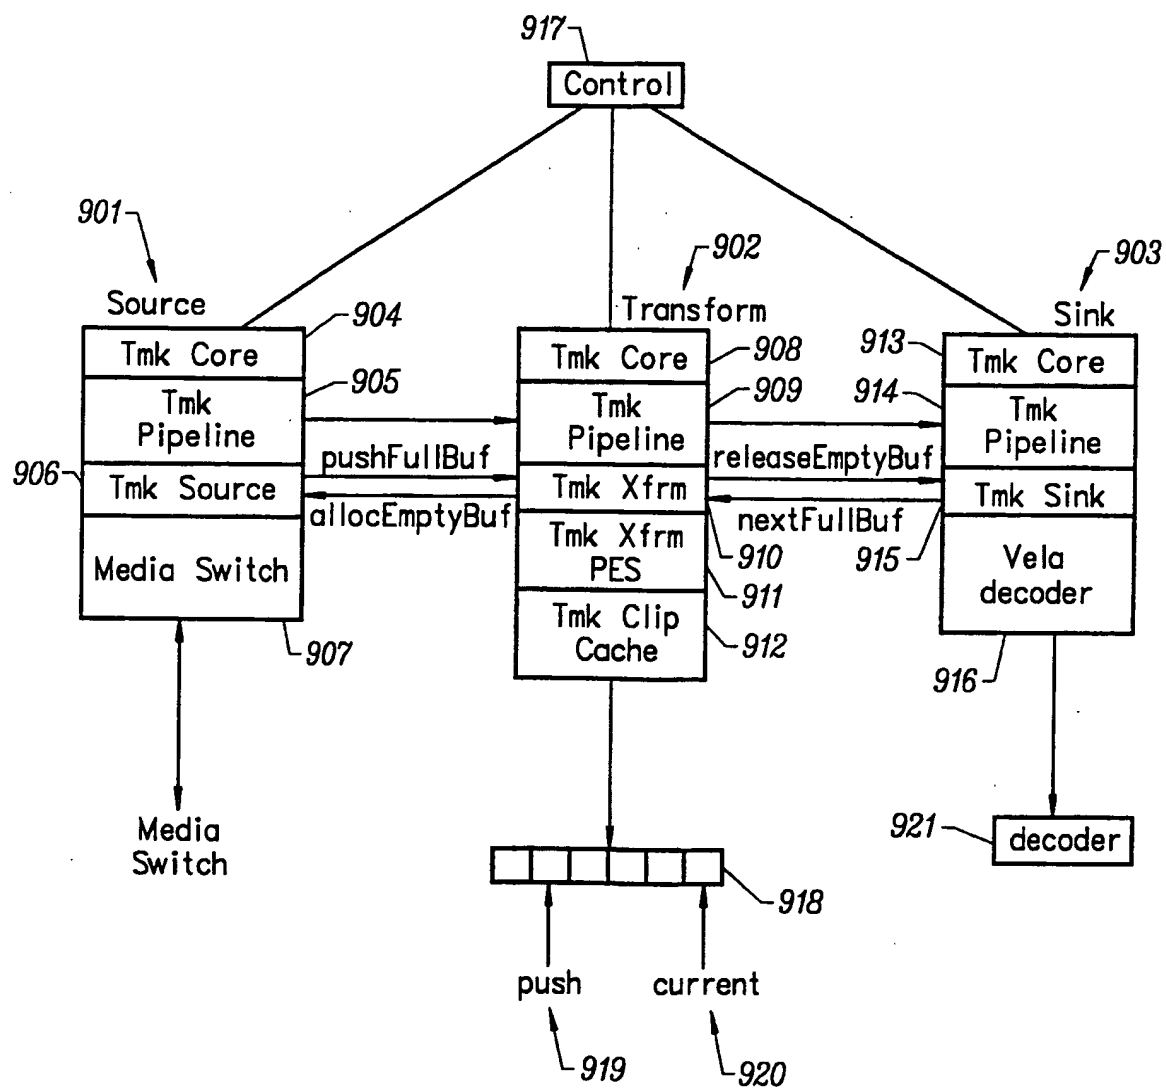 917
Control
901
902
903
Source
Transform
Sink
904
908
913
Tmk Core
Tmk Core
Tmk Core
905
909
914
Tmk
Pipeline
Tmk
Pipeline
Tmk
Pipeline
906
pushFullBuf
releaseEmptyBuf
Tmk Source
Tmk Xfrm
Tmk Sink
allocEmptyBuf
nextFullBuf
910
915
Media Switch
Tmk Xfrm
PES
Vela
decoder
911
Tmk Clip
Cache
912
907
916
Media
Switch
921
decoder
918
push
current
919
920